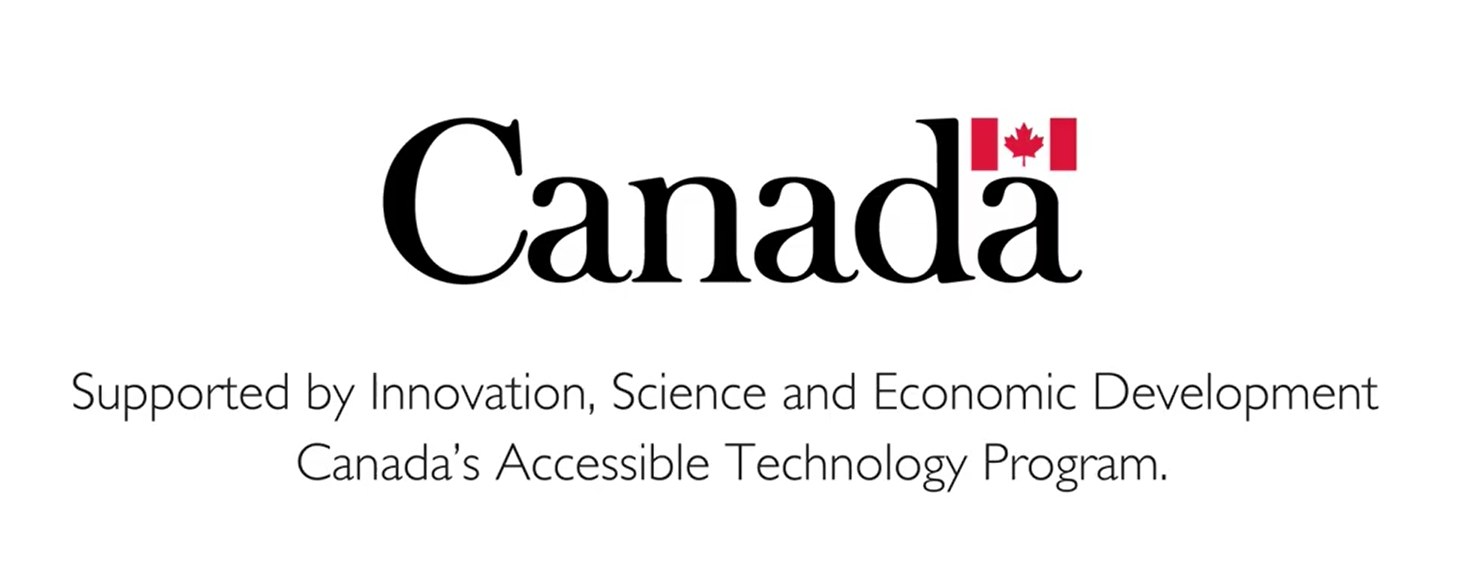 Canada
Supported by Innovation, Science and Economic Development
Canada’s Accessible Technology Program.